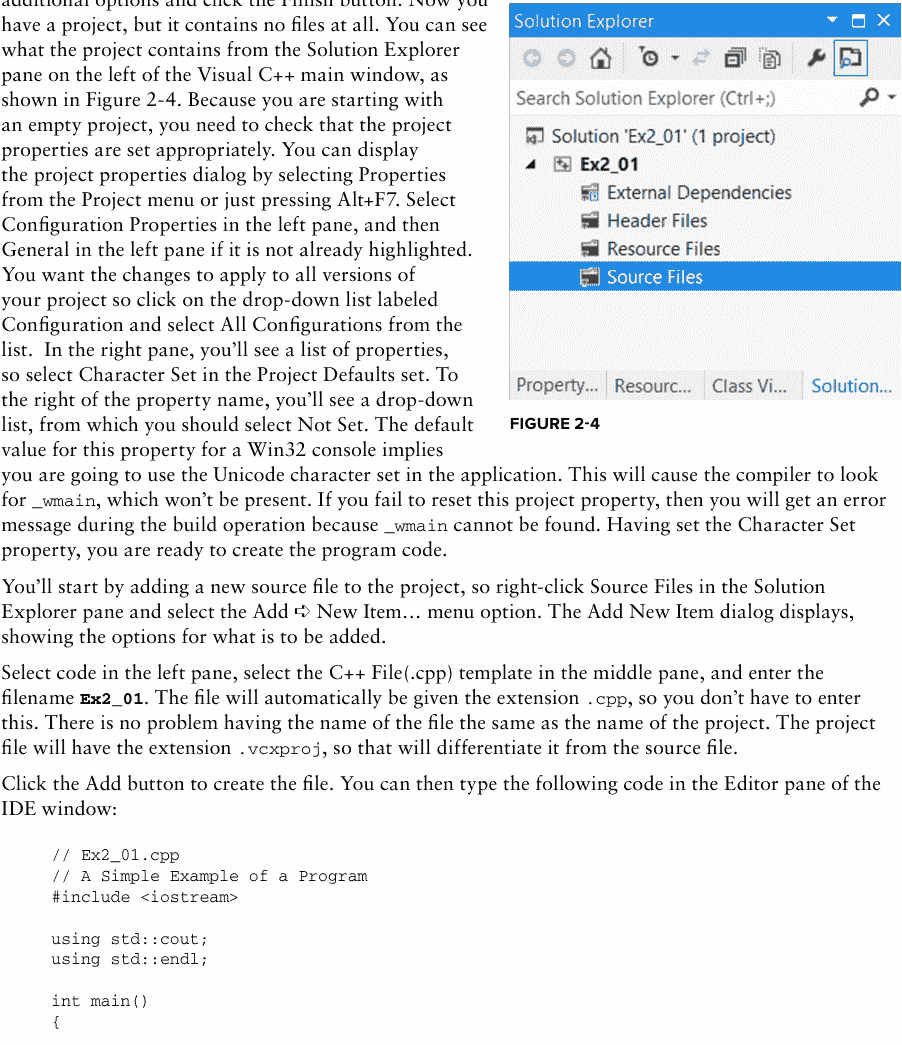 additional options and click the Finish button. Now you
have a project, but it contains no files at all. You can see
what the project contains from the Solution Explorer
pane on the left of the Visual C++ main window, as
shown in Figure 2-4. Because you are starting with
an empty project, you need to check that the project
properties are set appropriately. You can display
the project properties dialog by selecting Properties
from the Project menu or just pressing Alt+F7. Select
Configuration Properties in the left pane, and then
General in the left pane if it is not already highlighted.
You want the changes to apply to all versions of
your project so click on the drop-down list labeled
Configuration and select All Configurations from the
list.  In the right pane, you’ll see a list of properties,
so select Character Set in the Project Defaults set. To
the right of the property name, you’ll see a drop-down
list, from which you should select Not Set. The default
value for this property for a Win32 console implies
you are going to use the Unicode character set in the application. This will cause the compiler to look
for _wmain, which won’t be present. If you fail to reset this project property, then you will get an error
message during the build operation because _wmain cannot be found. Having set the Character Set
property, you are ready to create the program code.
Solution Explorer
Search Solution Explorer (Ctrl+;)
Solution 'Ex2_01' (1 project)
Ex2_01
External Dependencies
Header Files
Resource Files
Source Files
Property... Resourc... Class Vi... Solution...
FIGURE 2-4
You’ll start by adding a new source file to the project, so right-click Source Files in the Solution
Explorer pane and select the Add ➪ New Item… menu option. The Add New Item dialog displays,
showing the options for what is to be added.
Select code in the left pane, select the C++ File(.cpp) template in the middle pane, and enter the
filename Ex2_01. The file will automatically be given the extension .cpp, so you don’t have to enter
this. There is no problem having the name of the file the same as the name of the project. The project
file will have the extension .vcxproj, so that will differentiate it from the source file.
Click the Add button to create the file. You can then type the following code in the Editor pane of the
IDE window:
// Ex2_01.cpp
// A Simple Example of a Program
#include <iostream>
using std::cout;
using std::endl;
int main()
{